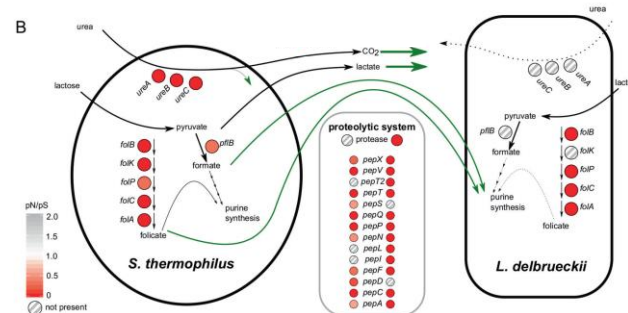 B
urea
CO2
lactate
lactose
ureA
ureB
ureC
pyruvate
pflB
formate
folB
folK
folP
folC
folA
purine
synthesis
folicate
S. thermophilus
pN/pS
2.0
1.5
1.0
0.5
0
not present
proteolytic system
protease
pepX
pepV
pepT2
pepT
pepS
pepQ
pepP
pepN
pepL
pepI
pepF
pepD
pepC
pepA
urea
ureA
ureB
ureC
lact
pyruvate
pflB
formate
folB
folK
folP
folC
folA
purine
synthesis
folicate
L. delbrueckii